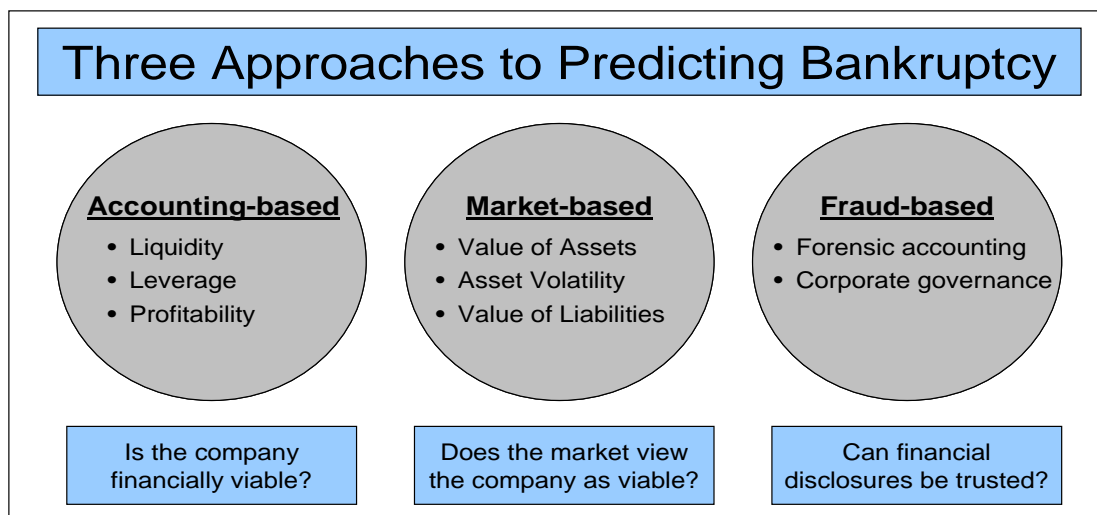 Three Approaches to Predicting Bankruptcy
Accounting-based
• Liquidity
• Leverage
• Profitability
Market-based
• Value of Assets
• Asset Volatility
• Value of Liabilities
Fraud-based
• Forensic accounting
• Corporate governance
Is the company
financially viable?
Does the market view
the company as viable?
Can financial
disclosures be trusted?